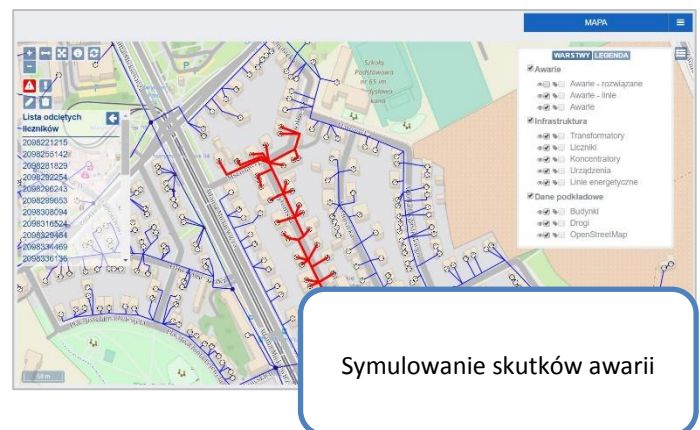 MAPA
WARSTWY LEGENDA
Awarie
Awarie - rozwiązane
Awarie - linie
Awarie
Infrastruktura
Transformatory
Liczniki
Koncentratory
Urządzenia
Linie energetyczne
Dane podkładowe
Budynki
Drogi
OpenStreetMap
Lista odciętych
liczników
2098221215
2098255142
2098281829
2098292254
2098296243
2098299653
2098308094
2098316524
2098329484
2098334469
2098336136
Szkoła
Podstawowa
nr 65 im.
50 m
Symulowanie skutków awarii